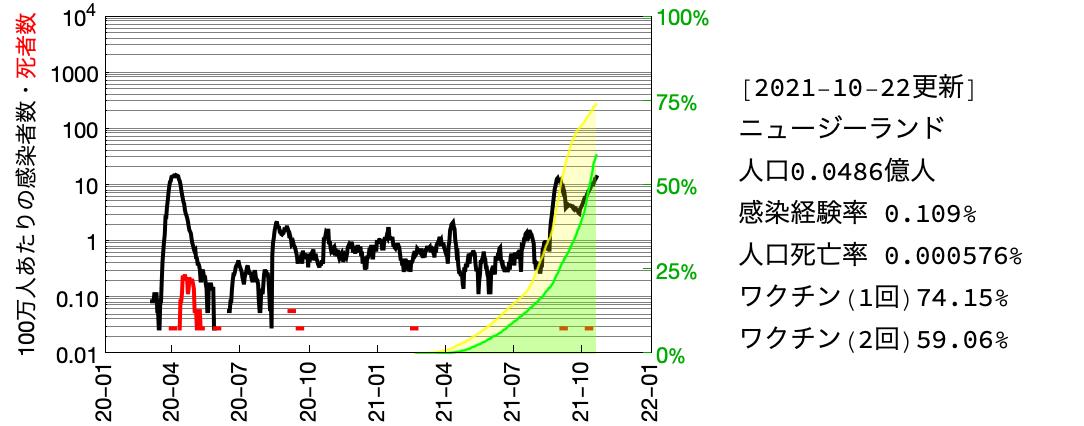 100万人あたりの感染者数・死者数
10^4
1000
100
10
1
0.10
0.01
100%
75%
50%
25%
0%
20-01
20-04
20-07
20-10
21-01
21-04
21-07
21-10
22-01
[2021-10-22更新]
ニュージーランド
人口0.0486億人
感染経験率 0.109%
人口死亡率 0.000576%
ワクチン(1回)74.15%
ワクチン(2回)59.06%